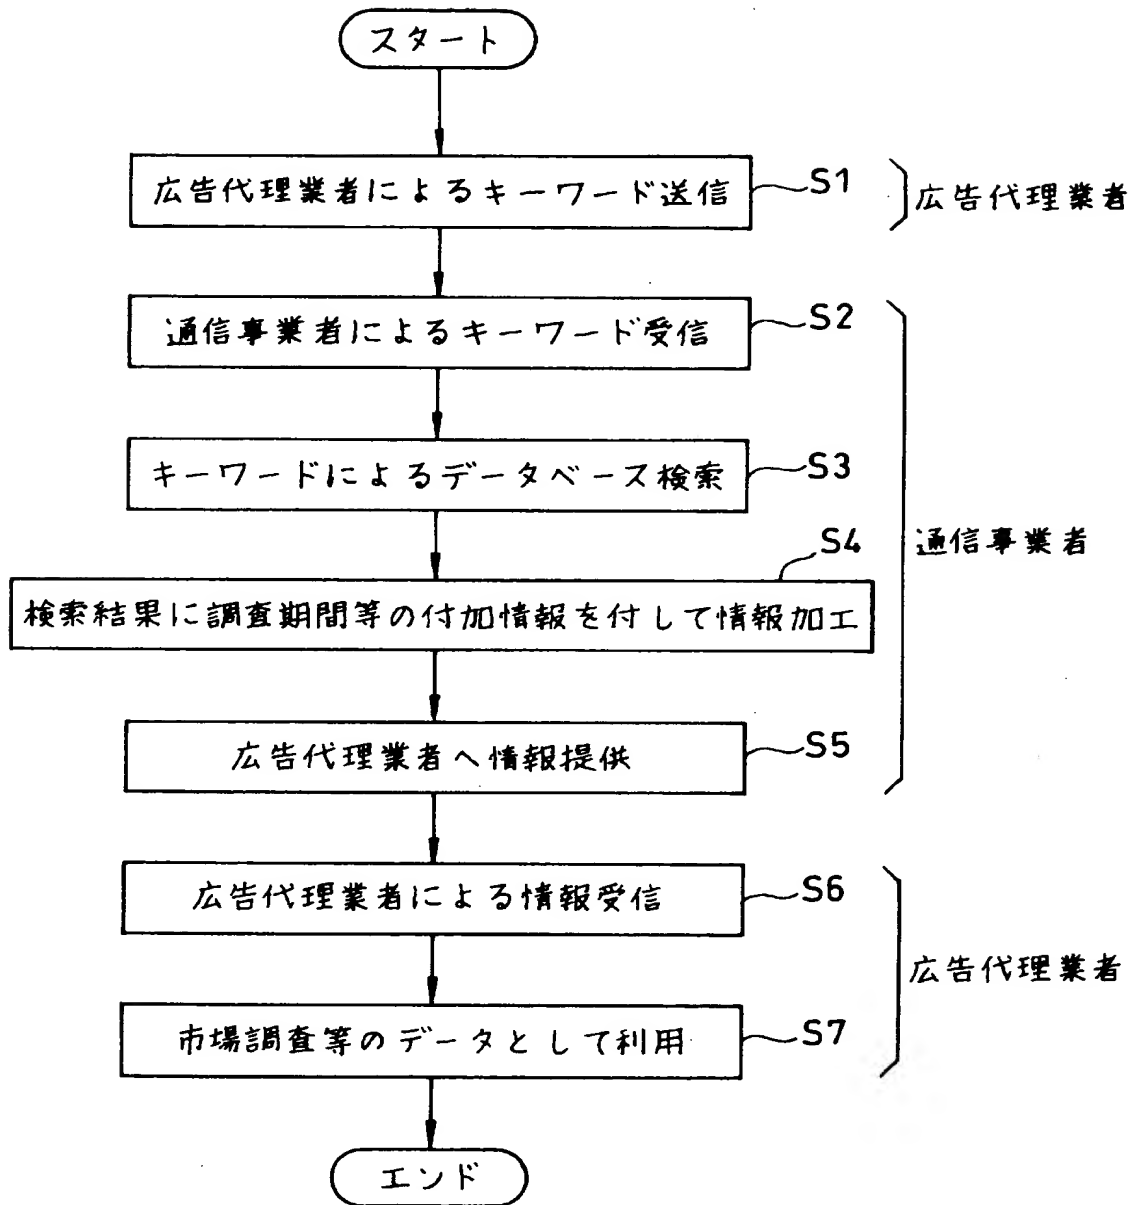 スタート
広告代理業者によるキーワード送信
S1
広告代理業者
通信事業者によるキーワード受信
S2
キーワードによるデータベース検索
S3
通信事業者
S4
検索結果に調査期間等の付加情報を付して情報加工
広告代理業者へ情報提供
S5
広告代理業者による情報受信
S6
広告代理業者
市場調査等のデータとして利用
S7
エンド